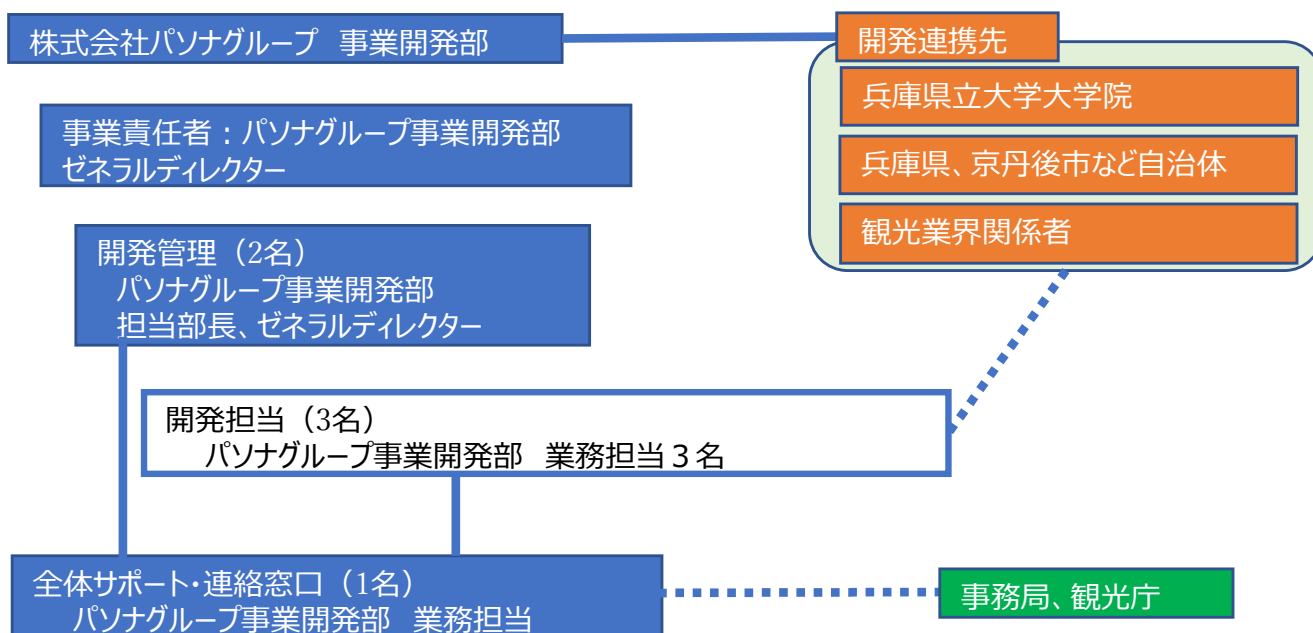 株式会社パソナグループ 事業開発部
開発連携先
兵庫県立大学大学院
兵庫県、京丹後市など自治体
観光業界関係者
事業責任者：パソナグループ事業開発部
ゼネラルディレクター
開発管理（2名）
パソナグループ事業開発部
担当部長、ゼネラルディレクター
開発担当（3名）
パソナグループ事業開発部 業務担当３名
全体サポート・連絡窓口（1名）
パソナグループ事業開発部 業務担当
事務局、観光庁